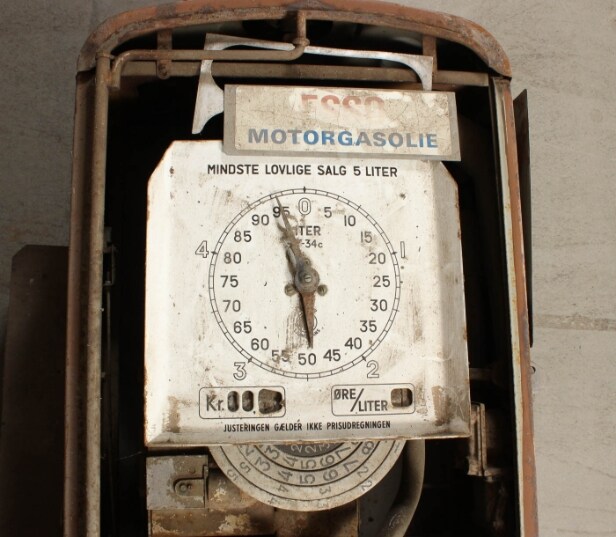 ESSO
MOTORGASOLIE
MINDSTE LOVLIGE SALG 5 LITER
0
95 5
90 10
85 15
LITER
-34c
4 1
80 20
75 25
70 30
65 35
60 40
55 50 45
3 2
Kr. 00
ØRE/LITER
JUSTERINGEN GÆLDER IKKE PRISUDREGNINGEN